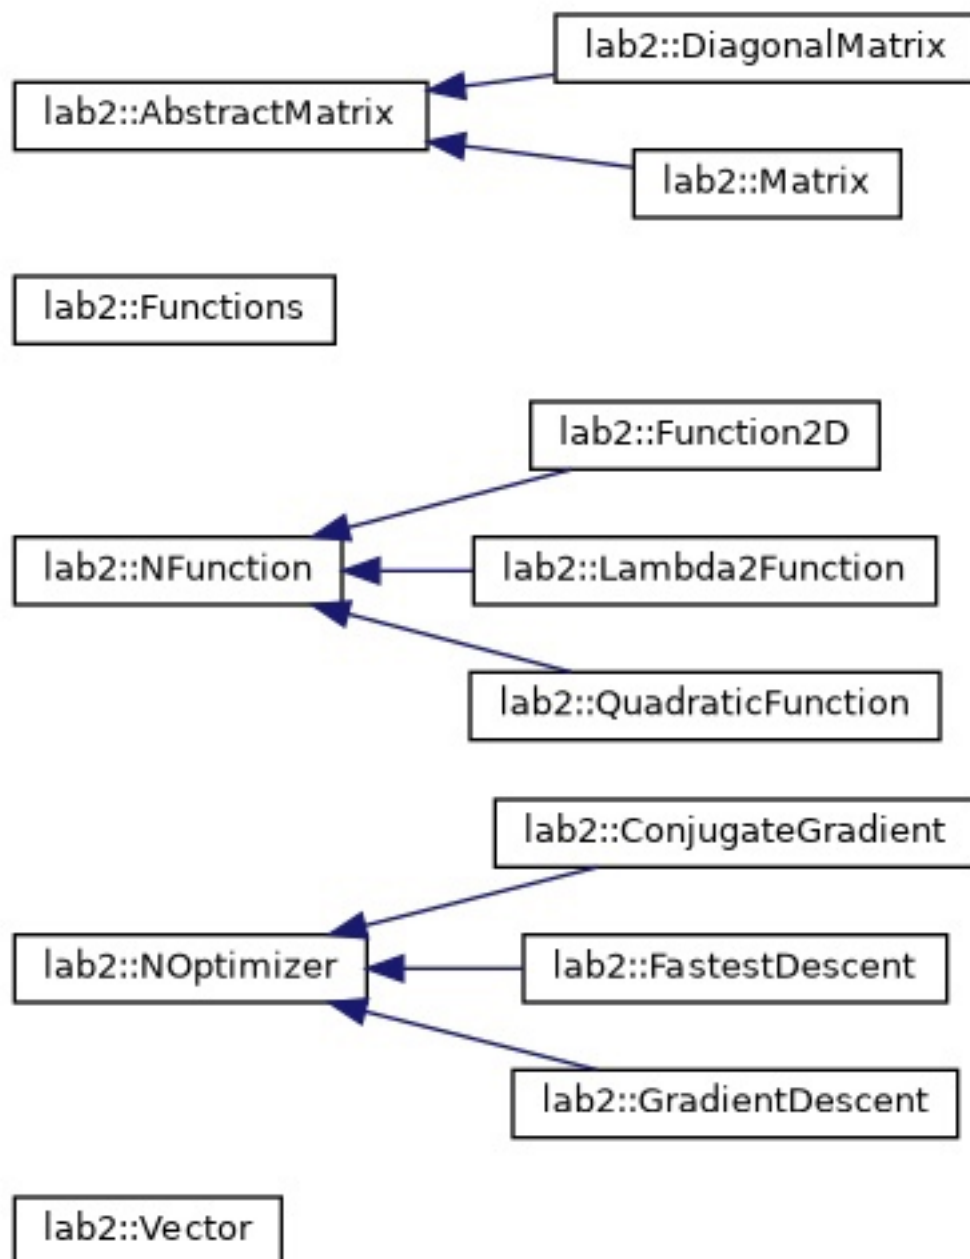 lab2::DiagonalMatrix
lab2::AbstractMatrix
lab2::Matrix
lab2::Functions
lab2::Function2D
lab2::NFunction
lab2::Lambda2Function
lab2::QuadraticFunction
lab2::ConjugateGradient
lab2::NOptimizer
lab2::FastestDescent
lab2::GradientDescent
lab2::Vector